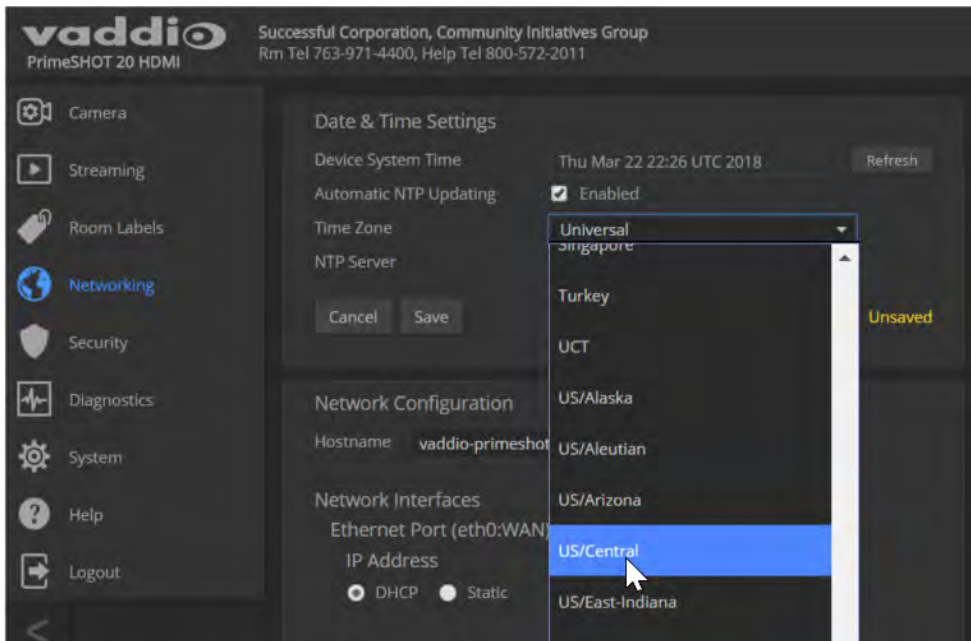 vaddio
PrimeSHOT 20 HDMI
Successful Corporation, Community Initiatives Group
Rm Tel 763-971-4400, Help Tel 800-572-2011
Camera
Streaming
Room Labels
Networking
Security
Diagnostics
System
Help
Logout
Date & Time Settings
Device System Time Thu Mar 22 22:26 UTC 2018 Refresh
Automatic NTP Updating Enabled
Time Zone Universal
NTP Server
Cancel Save Unsaved
Singapore
Turkey
UCT
US/Alaska
US/Aleutian
US/Arizona
US/Central
US/East-Indiana
Network Configuration
Hostname vaddio-primeshot
Network Interfaces
Ethernet Port (eth0:WAN)
IP Address
DHCP Static